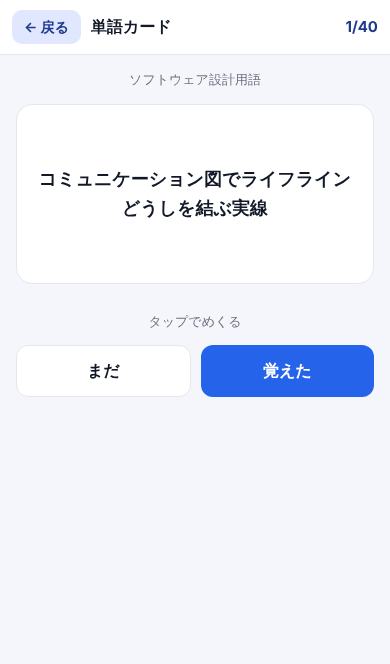 ← 戻る
単語カード
1/40
ソフトウェア設計用語
コミュニケーション図でライフライン
どうしを結ぶ実線
タップでめくる
まだ
覚えた